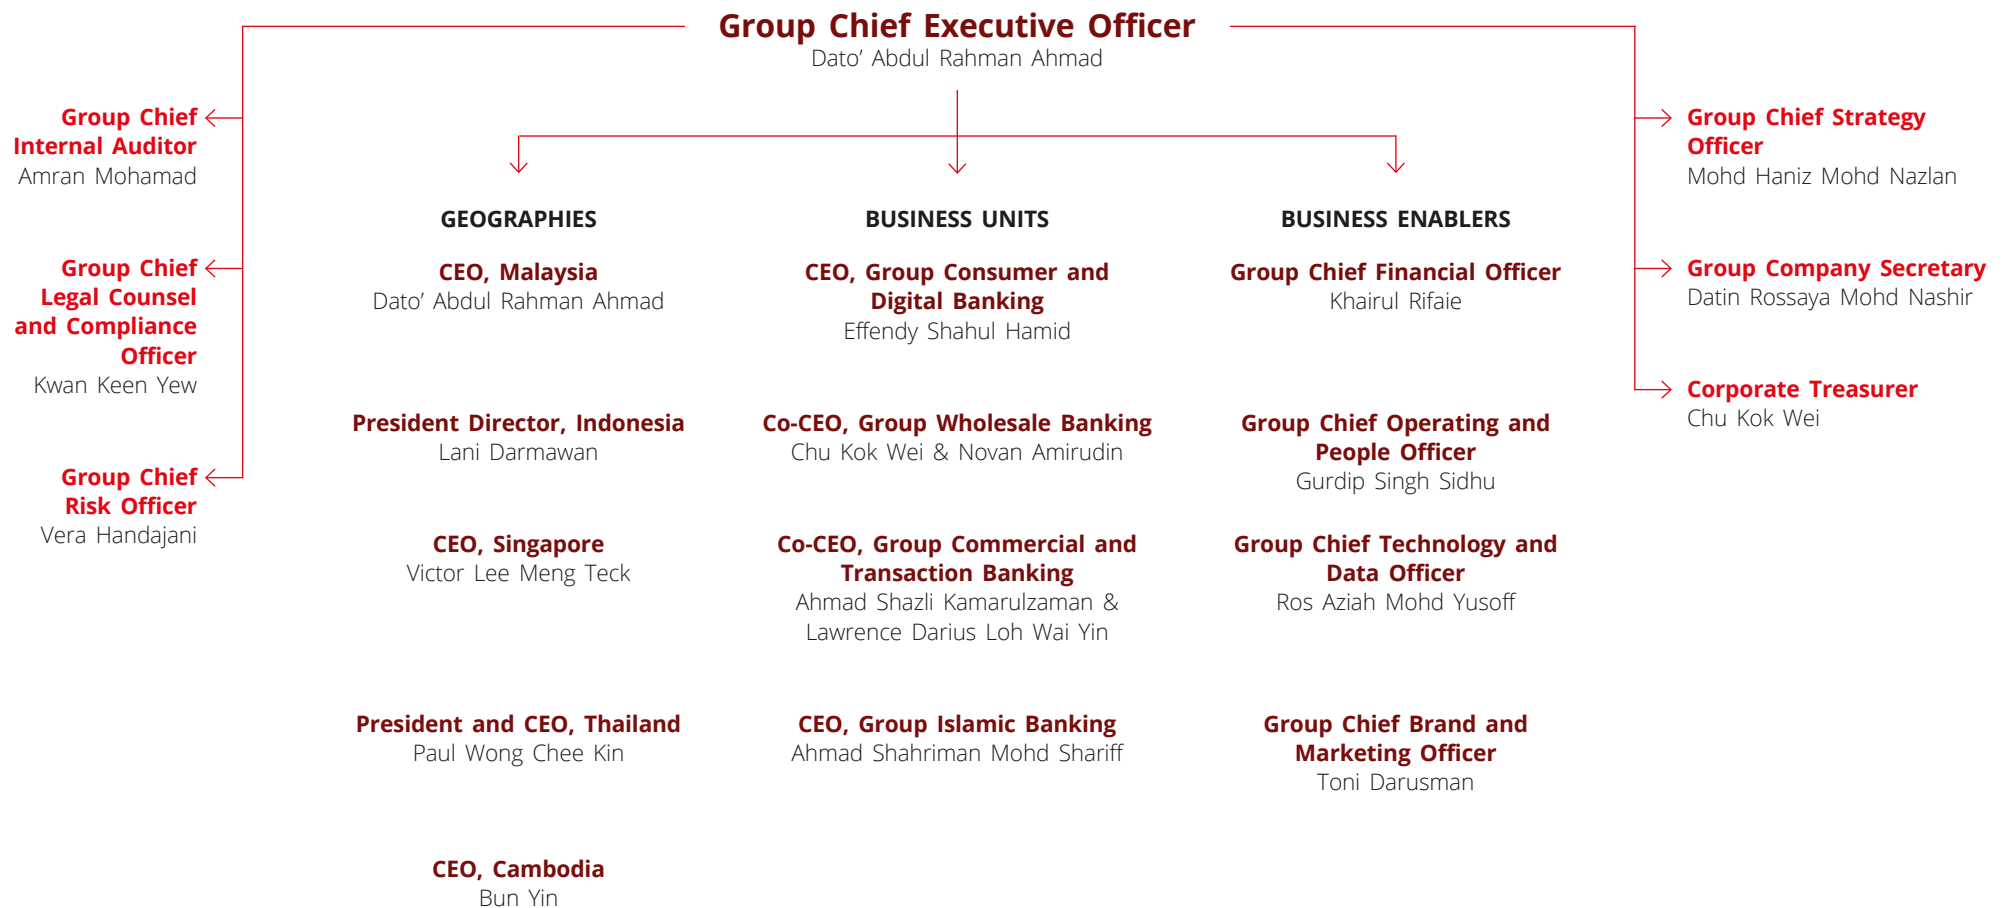 Group Chief Executive Officer
Dato’ Abdul Rahman Ahmad
Group Chief
Internal Auditor
Amran Mohamad
Group Chief
Legal Counsel
and Compliance
Officer
Kwan Keen Yew
Group Chief
Risk Officer
Vera Handajani
GEOGRAPHIES
CEO, Malaysia
Dato’ Abdul Rahman Ahmad
President Director, Indonesia
Lani Darmawan
CEO, Singapore
Victor Lee Meng Teck
President and CEO, Thailand
Paul Wong Chee Kin
CEO, Cambodia
Bun Yin
BUSINESS UNITS
CEO, Group Consumer and
Digital Banking
Effendy Shahul Hamid
Co-CEO, Group Wholesale Banking
Chu Kok Wei & Novan Amirudin
Co-CEO, Group Commercial and
Transaction Banking
Ahmad Shazli Kamarulzaman &
Lawrence Darius Loh Wai Yin
CEO, Group Islamic Banking
Ahmad Shahriman Mohd Shariff
BUSINESS ENABLERS
Group Chief Financial Officer
Khairul Rifaie
Group Chief Operating and
People Officer
Gurdip Singh Sidhu
Group Chief Technology and
Data Officer
Ros Aziah Mohd Yusoff
Group Chief Brand and
Marketing Officer
Toni Darusman
Group Chief Strategy
Officer
Mohd Haniz Mohd Nazlan
Group Company Secretary
Datin Rossaya Mohd Nashir
Corporate Treasurer
Chu Kok Wei